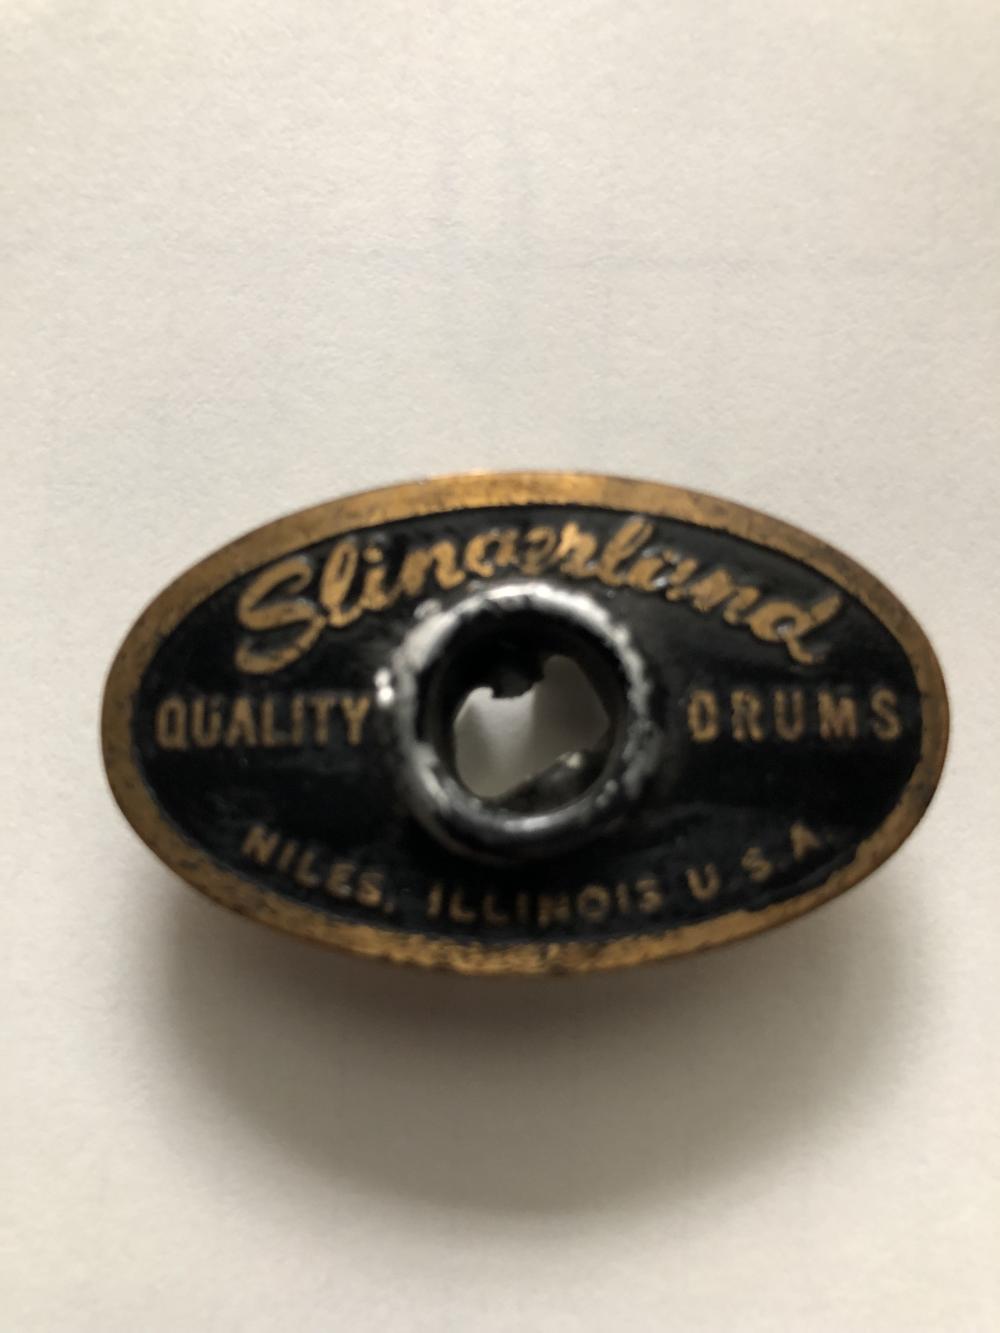 Slingerland
QUALITY DRUMS
NILES, ILLINOIS U.S.A.